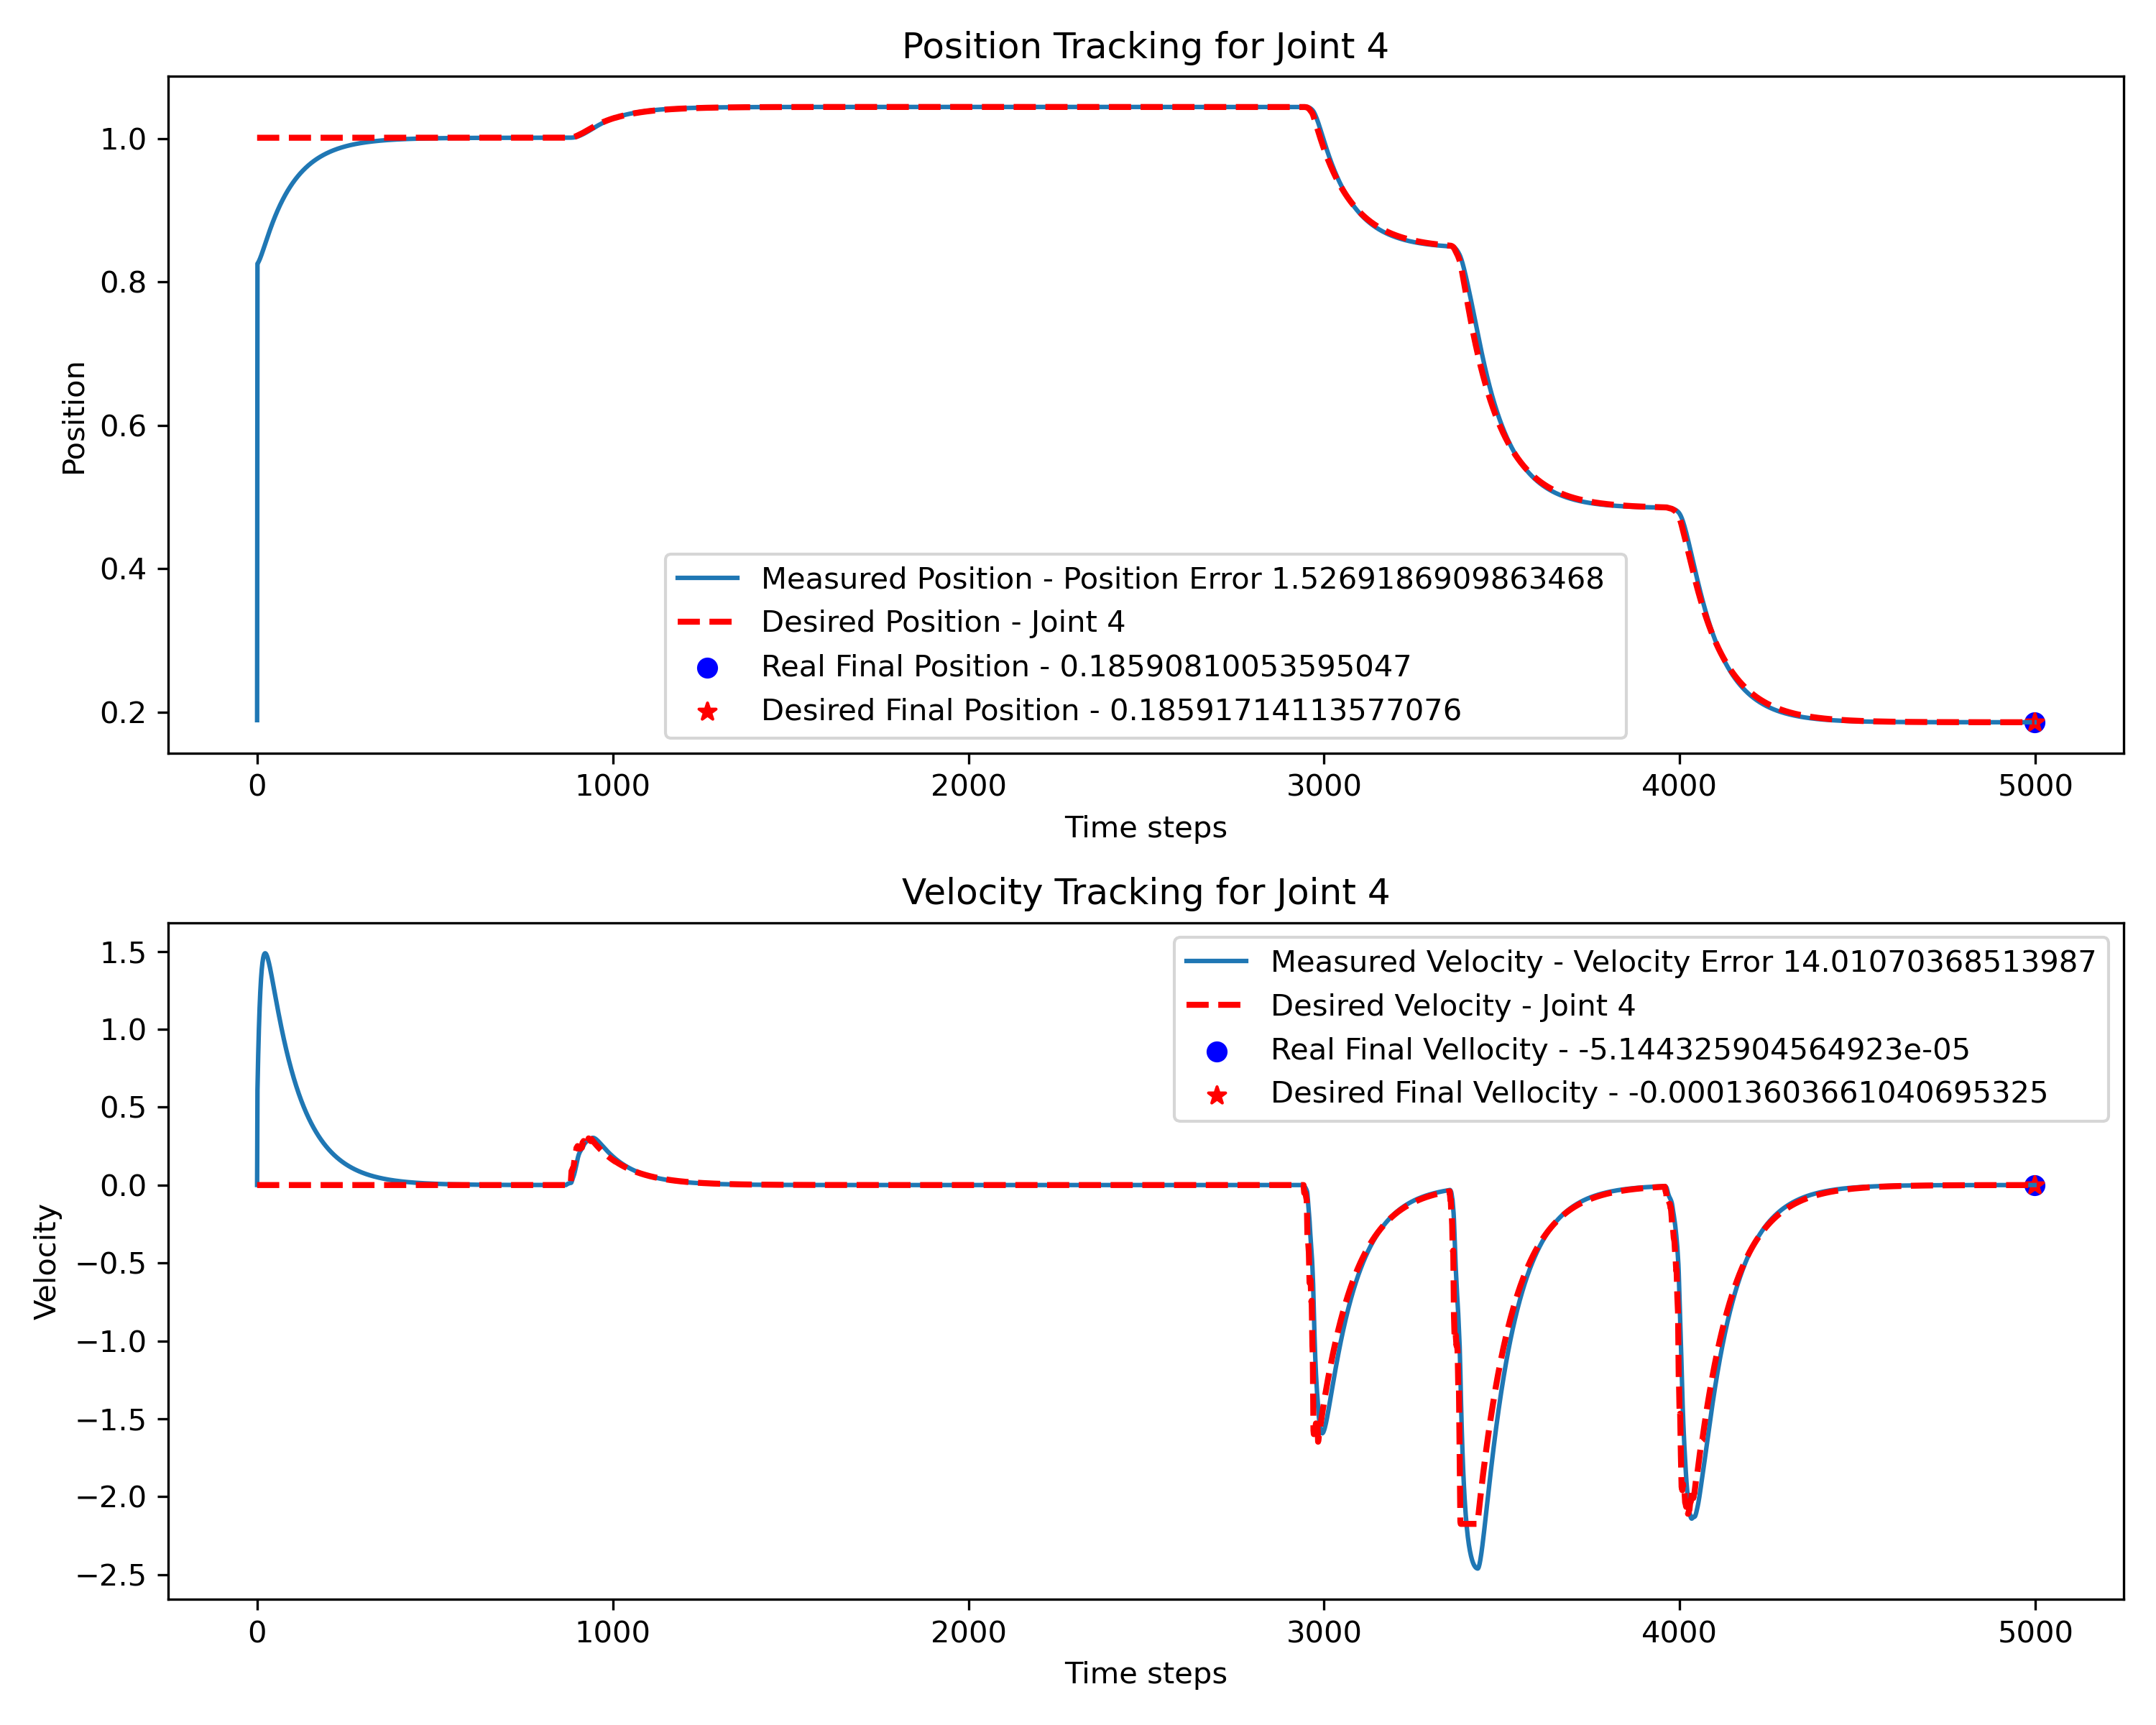 Position Tracking for Joint 4
Position
1.0
0.8
0.6
0.4
0.2
Measured Position - Position Error 1.5269186909863468
Desired Position - Joint 4
Real Final Position - 0.18590810053595047
Desired Final Position - 0.18591714113577076
0 1000 2000 3000 4000 5000
Time steps
Velocity Tracking for Joint 4
Velocity
1.5
1.0
0.5
0.0
−0.5
−1.0
−1.5
−2.0
−2.5
Measured Velocity - Velocity Error 14.01070368513987
Desired Velocity - Joint 4
Real Final Vellocity - -5.144325904564923e-05
Desired Final Vellocity - -0.00013603661040695325
0 1000 2000 3000 4000 5000
Time steps